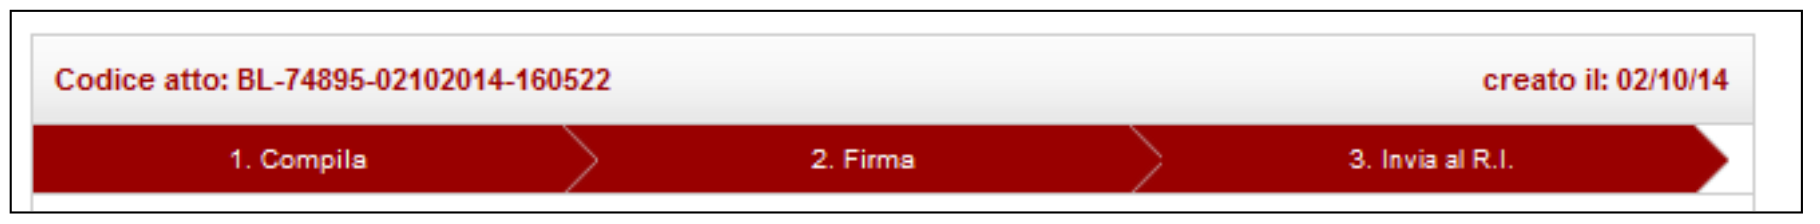 Codice atto: BL-74895-02102014-160522 creato il: 02/10/14
1. Compila 2. Firma 3. Invia al R.I.